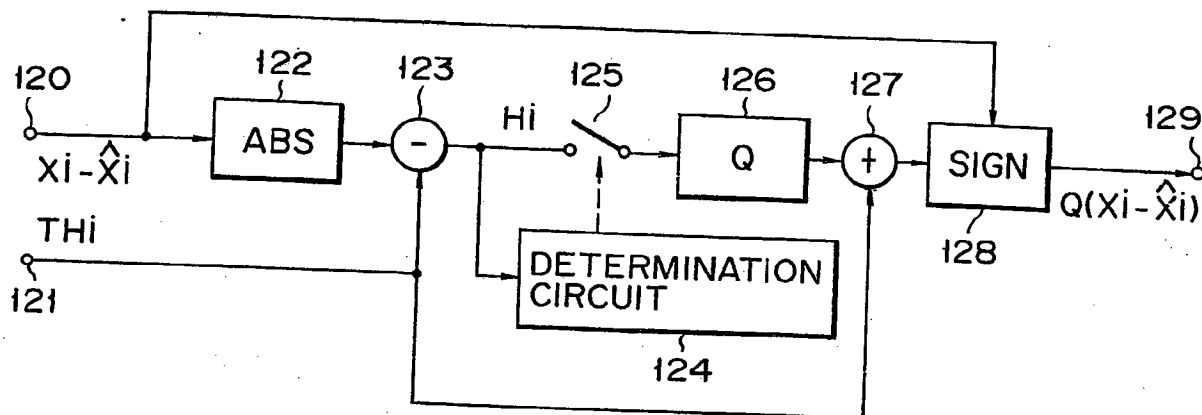 120
122
123
125
126
127
129
ABS
-
Hi
Q
+
SIGN
Xi-X̂i
Q(Xi-X̂i)
THi
121
DETERMINATION
CIRCUIT
128
124